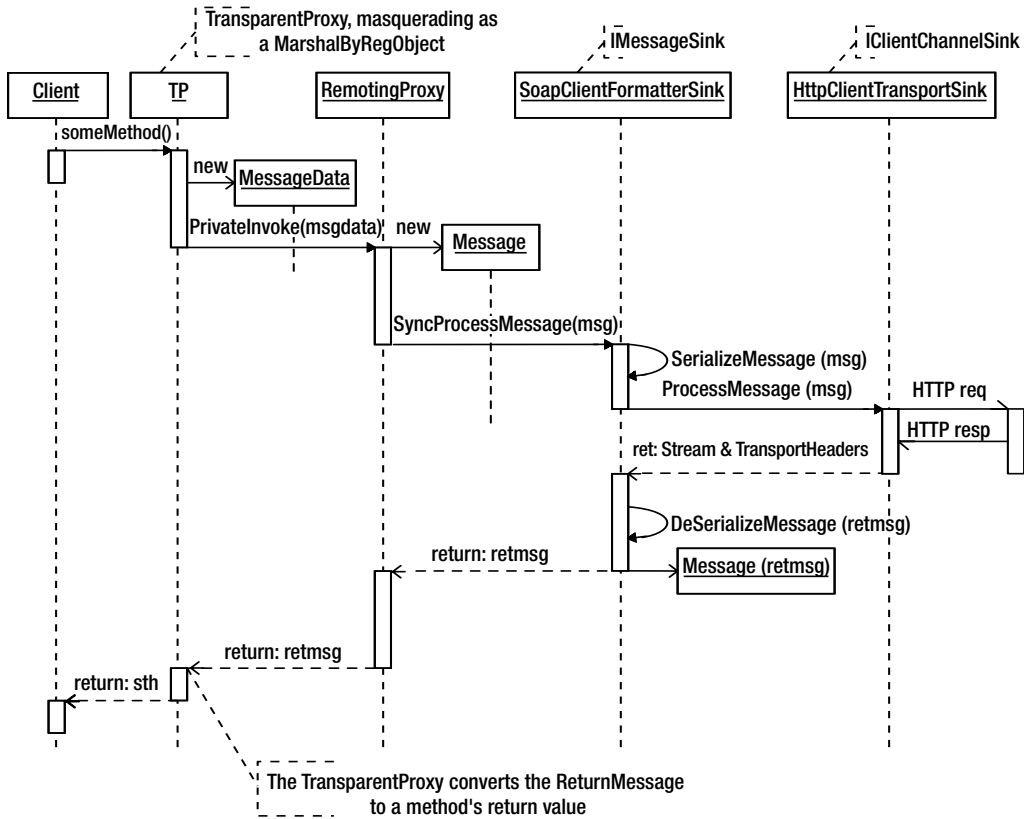 TransparentProxy, masquerading as
a MarshalByRegObject
IMessageSink
IClientChannelSink
Client
TP
RemotingProxy
SoapClientFormatterSink
HttpClientTransportSink
someMethod()
new
MessageData
PrivateInvoke(msgdata)
new
Message
SyncProcessMessage(msg)
SerializeMessage (msg)
ProcessMessage (msg)
HTTP req
HTTP resp
ret: Stream & TransportHeaders
DeSerializeMessage (retmsg)
return: retmsg
Message (retmsg)
return: retmsg
return: sth
The TransparentProxy converts the ReturnMessage
to a method's return value